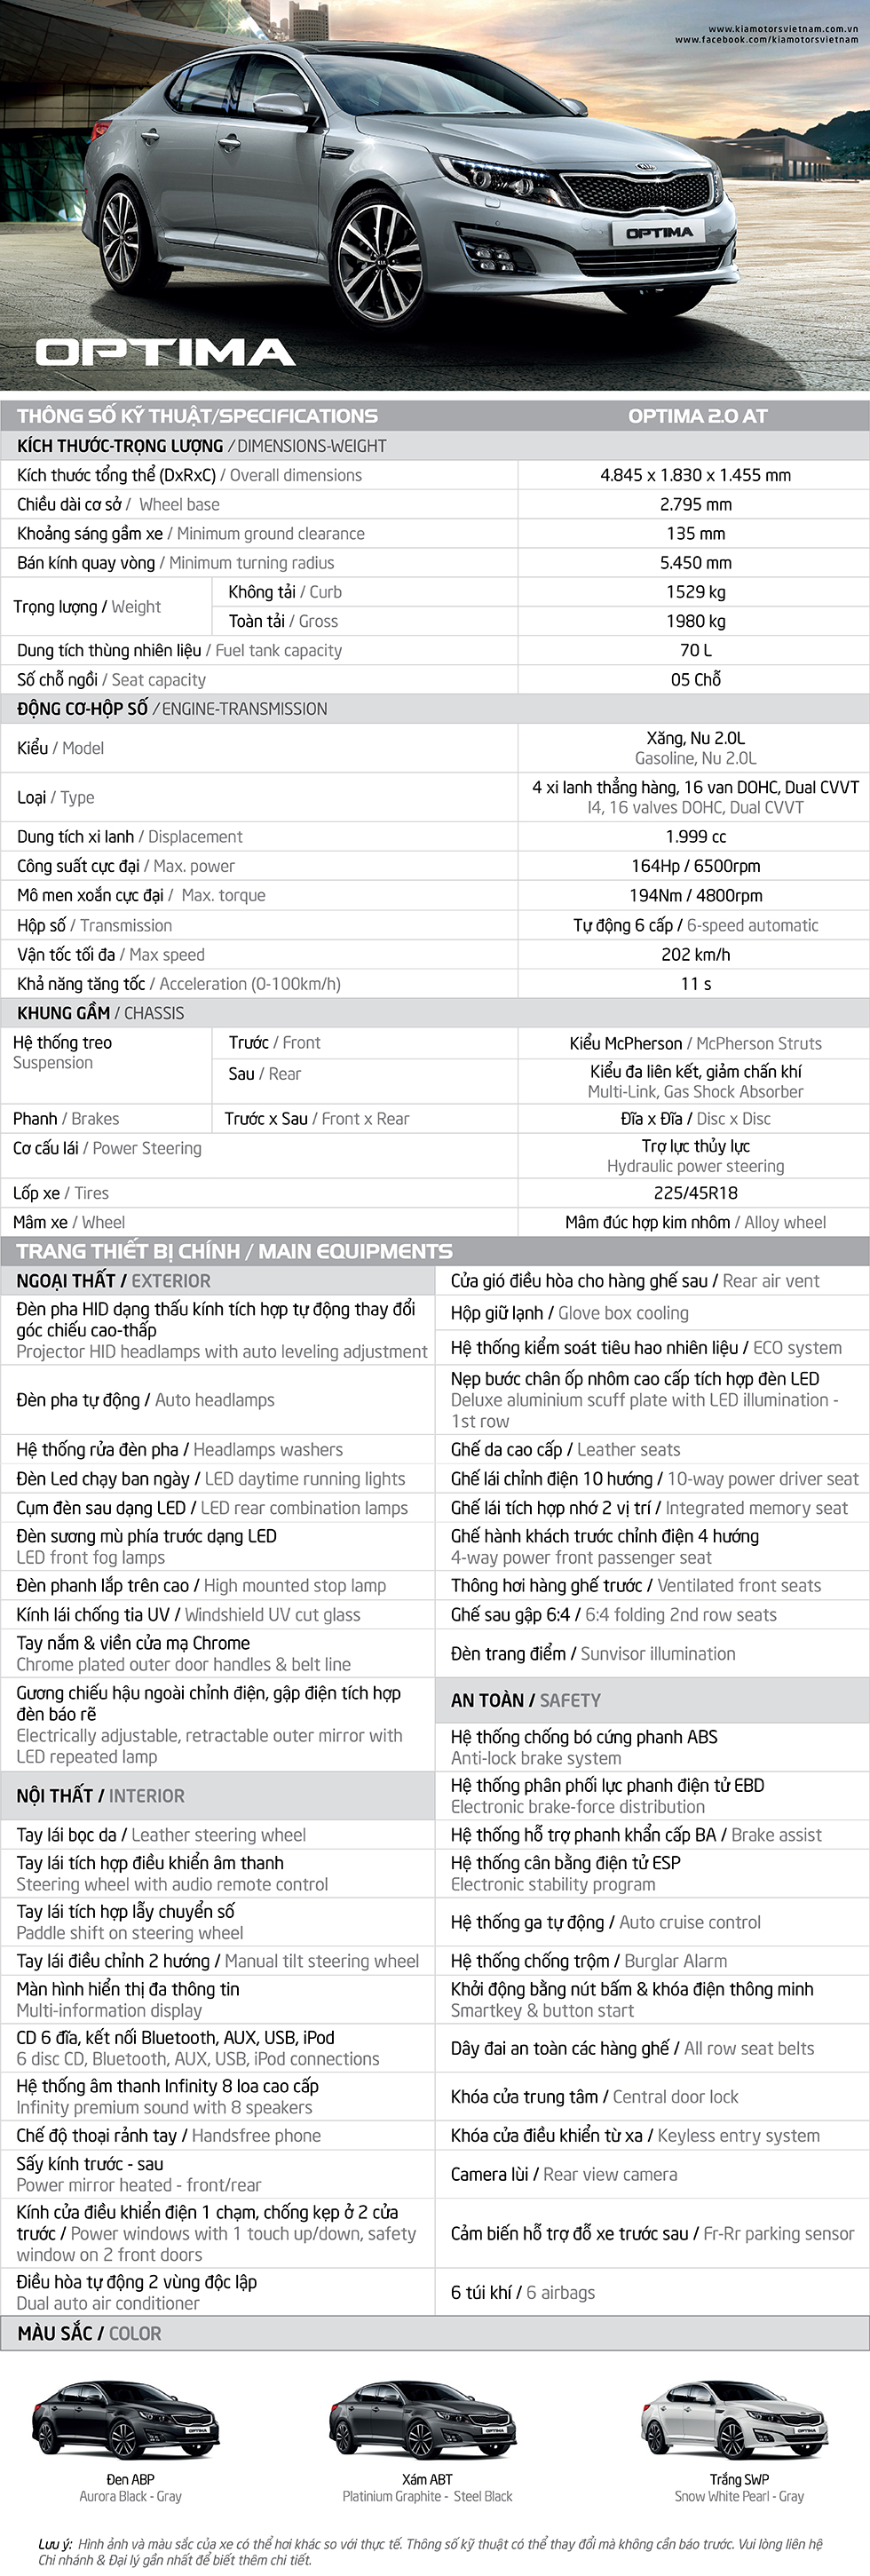 www.kiamotorsvietnam.com.vn
www.facebook.com/kiamotorsvietnam
OPTIMA
OPTIMA
THÔNG SỐ KỸ THUẬT/SPECIFICATIONS OPTIMA 2.0 AT
KÍCH THƯỚC-TRỌNG LƯỢNG / DIMENSIONS-WEIGHT
Kích thước tổng thể (DxRxC) / Overall dimensions 4.845 x 1.830 x 1.455 mm
Chiều dài cơ sở / Wheel base 2.795 mm
Khoảng sáng gầm xe / Minimum ground clearance 135 mm
Bán kính quay vòng / Minimum turning radius 5.450 mm
Trọng lượng / Weight
Không tải / Curb 1529 kg
Toàn tải / Gross 1980 kg
Dung tích thùng nhiên liệu / Fuel tank capacity 70 L
Số chỗ ngồi / Seat capacity 05 Chỗ
ĐỘNG CƠ-HỘP SỐ / ENGINE-TRANSMISSION
Kiểu / Model
Xăng, Nu 2.0L
Gasoline, Nu 2.0L
Loại / Type
4 xi lanh thẳng hàng, 16 van DOHC, Dual CVVT
I4, 16 valves DOHC, Dual CVVT
Dung tích xi lanh / Displacement 1.999 cc
Công suất cực đại / Max. power 164Hp / 6500rpm
Mô men xoắn cực đại / Max. torque 194Nm / 4800rpm
Hộp số / Transmission Tự động 6 cấp / 6-speed automatic
Vận tốc tối đa / Max speed 202 km/h
Khả năng tăng tốc / Acceleration (0-100km/h) 11 s
KHUNG GẦM / CHASSIS
Hệ thống treo
Suspension
Trước / Front Kiểu McPherson / McPherson Struts
Sau / Rear
Kiểu đa liên kết, giảm chấn khí
Multi-Link, Gas Shock Absorber
Phanh / Brakes Trước x Sau / Front x Rear Đĩa x Đĩa / Disc x Disc
Cơ cấu lái / Power Steering
Trợ lực thủy lực
Hydraulic power steering
Lốp xe / Tires 225/45R18
Mâm xe / Wheel Mâm đúc hợp kim nhôm / Alloy wheel
TRANG THIẾT BỊ CHÍNH / MAIN EQUIPMENTS
NGOẠI THẤT / EXTERIOR
Đèn pha HID dạng thấu kính tích hợp tự động thay đổi
góc chiếu cao-thấp
Projector HID headlamps with auto leveling adjustment
Đèn pha tự động / Auto headlamps
Hệ thống rửa đèn pha / Headlamps washers
Đèn Led chạy ban ngày / LED daytime running lights
Cụm đèn sau dạng LED / LED rear combination lamps
Đèn sương mù phía trước dạng LED
LED front fog lamps
Đèn phanh lắp trên cao / High mounted stop lamp
Kính lái chống tia UV / Windshield UV cut glass
Tay nắm & viền cửa mạ Chrome
Chrome plated outer door handles & belt line
Gương chiếu hậu ngoài chỉnh điện, gập điện tích hợp
đèn báo rẽ
Electrically adjustable, retractable outer mirror with
LED repeated lamp
NỘI THẤT / INTERIOR
Tay lái bọc da / Leather steering wheel
Tay lái tích hợp điều khiển âm thanh
Steering wheel with audio remote control
Tay lái tích hợp lẫy chuyển số
Paddle shift on steering wheel
Tay lái điều chỉnh 2 hướng / Manual tilt steering wheel
Màn hình hiển thị đa thông tin
Multi-information display
CD 6 đĩa, kết nối Bluetooth, AUX, USB, iPod
6 disc CD, Bluetooth, AUX, USB, iPod connections
Hệ thống âm thanh Infinity 8 loa cao cấp
Infinity premium sound with 8 speakers
Chế độ thoại rảnh tay / Handsfree phone
Sấy kính trước - sau
Power mirror heated - front/rear
Kính cửa điều khiển điện 1 chạm, chống kẹp ở 2 cửa
trước / Power windows with 1 touch up/down, safety
window on 2 front doors
Điều hòa tự động 2 vùng độc lập
Dual auto air conditioner
Cửa gió điều hòa cho hàng ghế sau / Rear air vent
Hộp giữ lạnh / Glove box cooling
Hệ thống kiểm soát tiêu hao nhiên liệu / ECO system
Nẹp bước chân ốp nhôm cao cấp tích hợp đèn LED
Deluxe aluminium scuff plate with LED illumination -
1st row
Ghế da cao cấp / Leather seats
Ghế lái chỉnh điện 10 hướng / 10-way power driver seat
Ghế lái tích hợp nhớ 2 vị trí / Integrated memory seat
Ghế hành khách trước chỉnh điện 4 hướng
4-way power front passenger seat
Thông hơi hàng ghế trước / Ventilated front seats
Ghế sau gập 6:4 / 6:4 folding 2nd row seats
Đèn trang điểm / Sunvisor illumination
AN TOÀN / SAFETY
Hệ thống chống bó cứng phanh ABS
Anti-lock brake system
Hệ thống phân phối lực phanh điện tử EBD
Electronic brake-force distribution
Hệ thống hỗ trợ phanh khẩn cấp BA / Brake assist
Hệ thống cân bằng điện tử ESP
Electronic stability program
Hệ thống ga tự động / Auto cruise control
Hệ thống chống trộm / Burglar Alarm
Khởi động bằng nút bấm & khóa điện thông minh
Smartkey & button start
Dây đai an toàn các hàng ghế / All row seat belts
Khóa cửa trung tâm / Central door lock
Khóa cửa điều khiển từ xa / Keyless entry system
Camera lùi / Rear view camera
Cảm biến hỗ trợ đỗ xe trước sau / Fr-Rr parking sensor
6 túi khí / 6 airbags
MÀU SẮC / COLOR
OPTIMA OPTIMA OPTIMA
Đen ABP Xám ABT Trắng SWP
Aurora Black - Gray Platinium Graphite - Steel Black Snow White Pearl - Gray
Lưu ý: Hình ảnh và màu sắc của xe có thể hơi khác so với thực tế. Thông số kỹ thuật có thể thay đổi mà không cần báo trước. Vui lòng liên hệ
Chi nhánh & Đại lý gần nhất để biết thêm chi tiết.